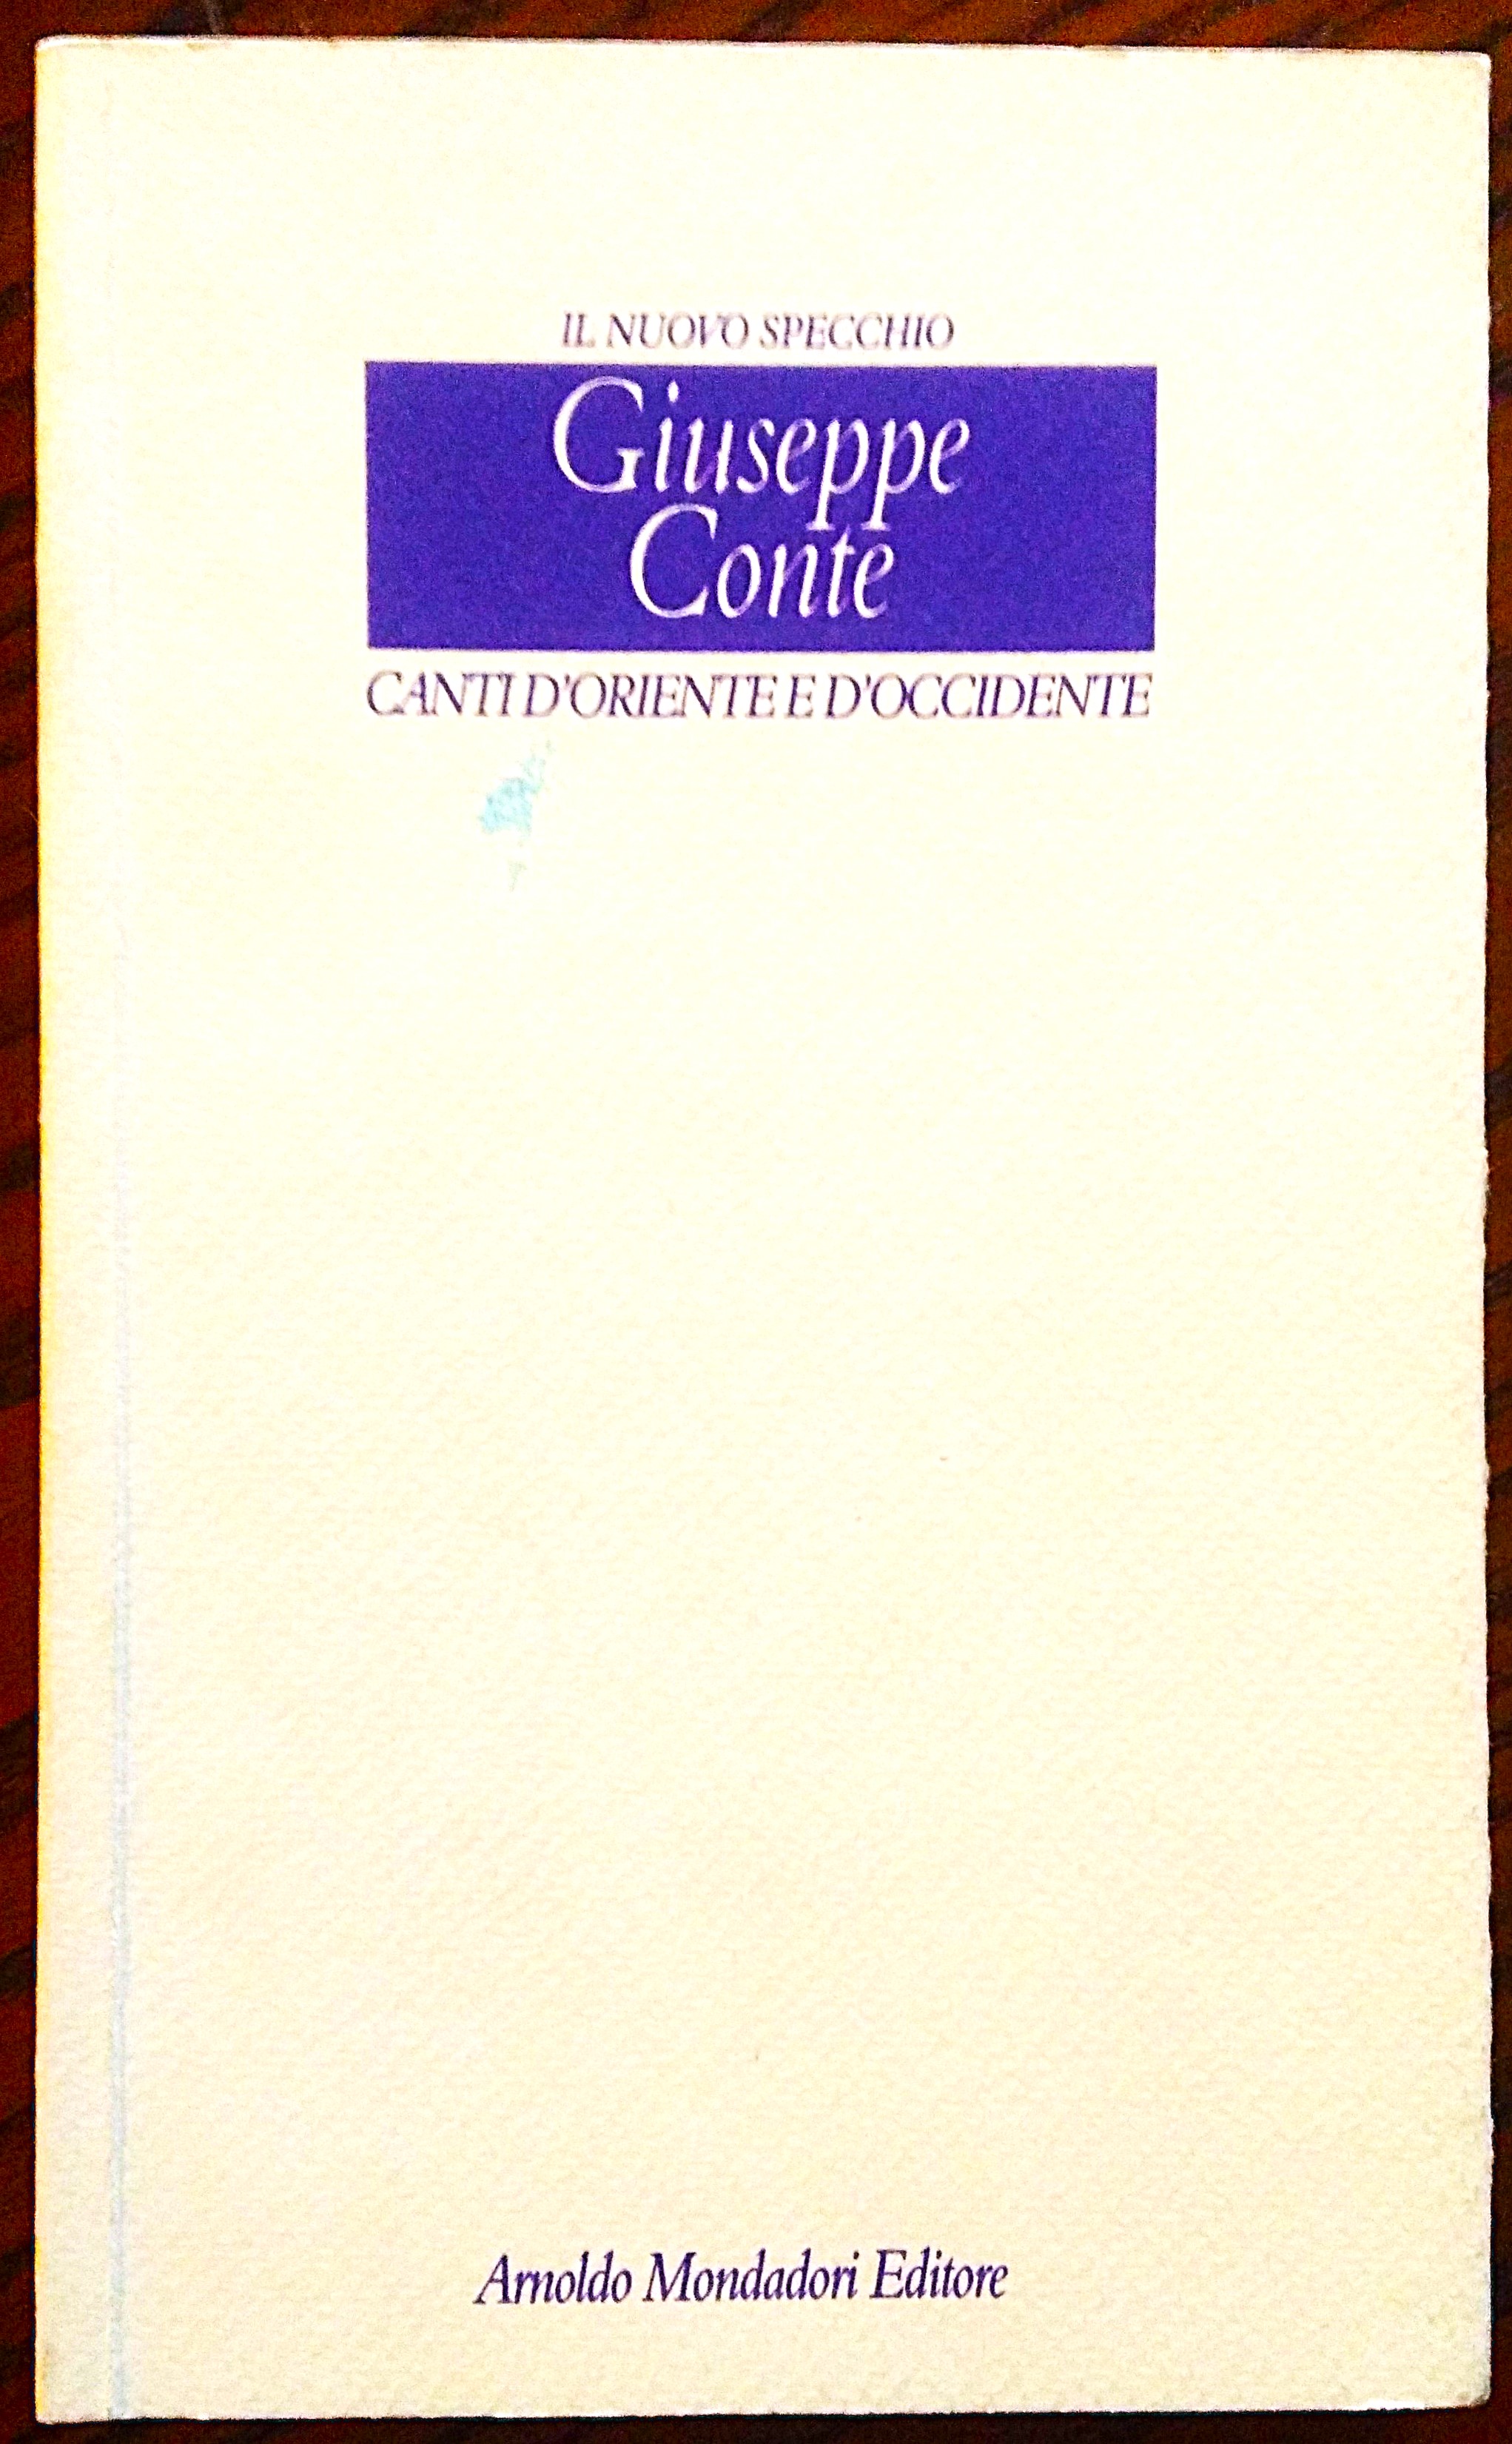 IL NUOVO SPECCHIO
Giuseppe
Conte
CANTI D'ORIENTE E D'OCCIDENTE
Arnoldo Mondadori Editore